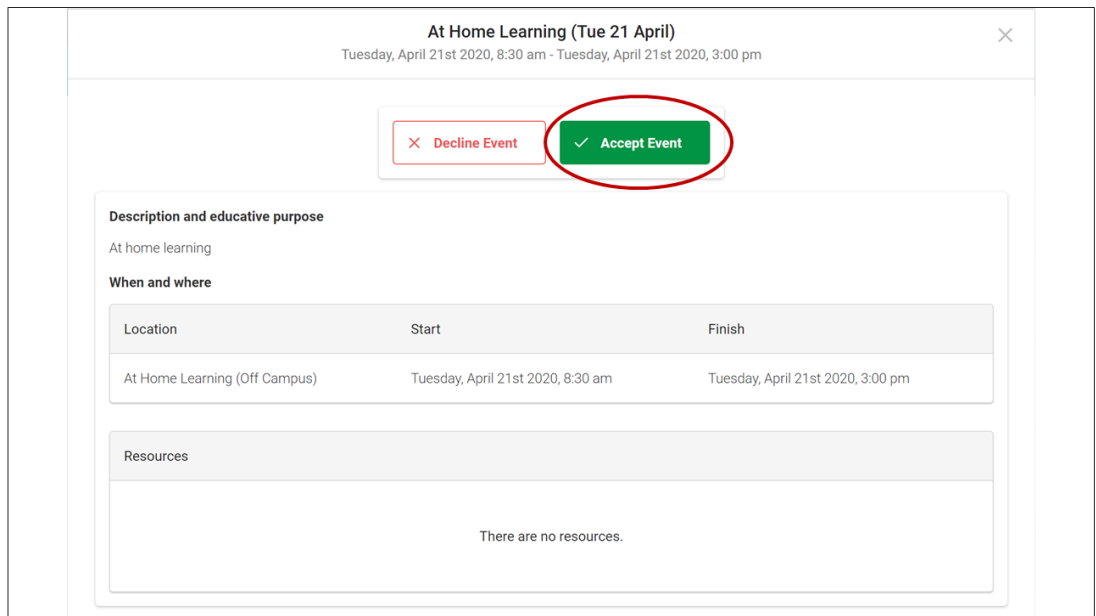 At Home Learning (Tue 21 April)
Tuesday, April 21st 2020, 8:30 am - Tuesday, April 21st 2020, 3:00 pm
Decline Event
Accept Event
Description and educative purpose
At home learning
When and where
Location Start Finish
At Home Learning (Off Campus) Tuesday, April 21st 2020, 8:30 am Tuesday, April 21st 2020, 3:00 pm
Resources
There are no resources.